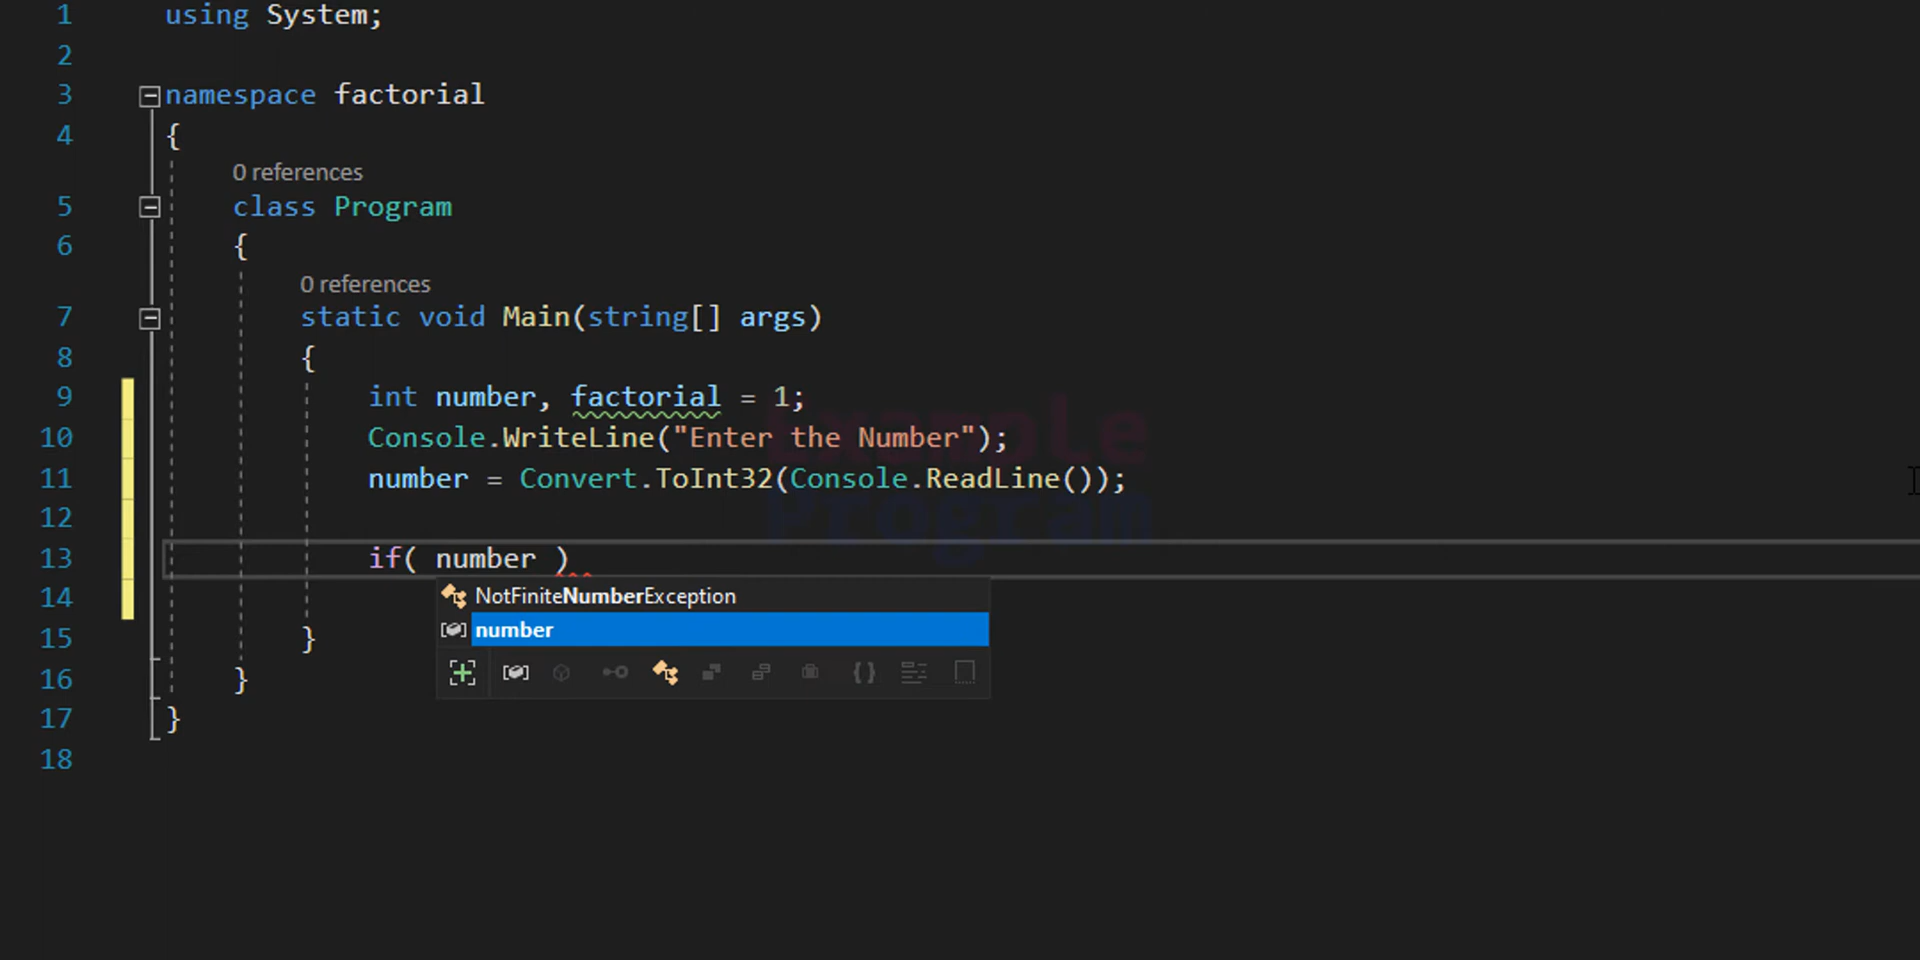 1 using System;
2
3 namespace factorial
4 {
0 references
5 class Program
6 {
0 references
7 static void Main(string[] args)
8 {
9 int number, factorial = 1;
10 Console.WriteLine("Enter the Number");
11 number = Convert.ToInt32(Console.ReadLine());
12
13 if( number )
14
NotFiniteNumberException
number
15 }
16 }
17 }
18
Example
Program